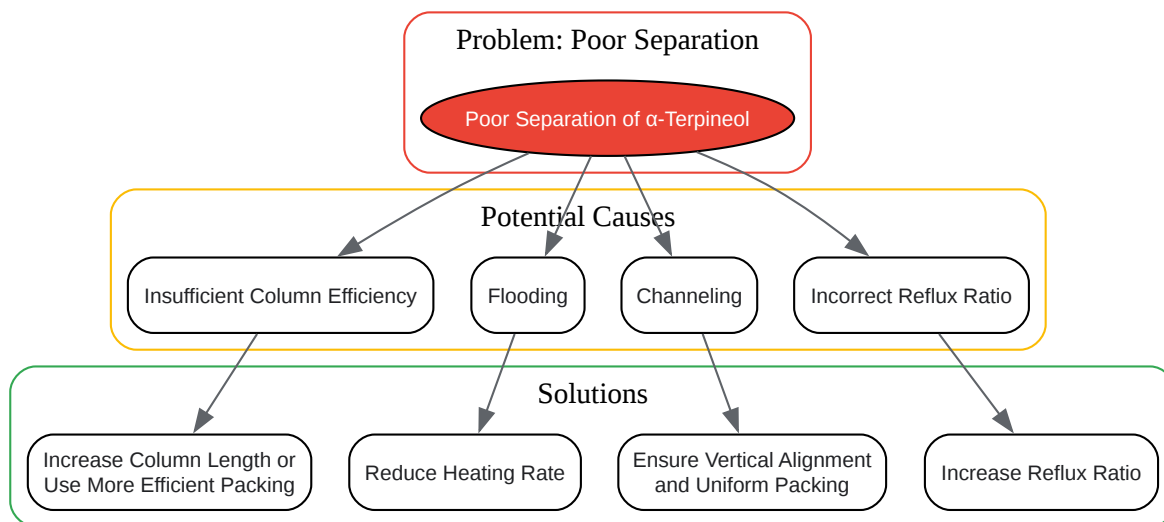 Problem: Poor Separation
Poor Separation of α-Terpineol
Potential Causes
Insufficient Column Efficiency
Flooding
Channeling
Incorrect Reflux Ratio
Solutions
Increase Column Length or
Use More Efficient Packing
Reduce Heating Rate
Ensure Vertical Alignment
and Uniform Packing
Increase Reflux Ratio